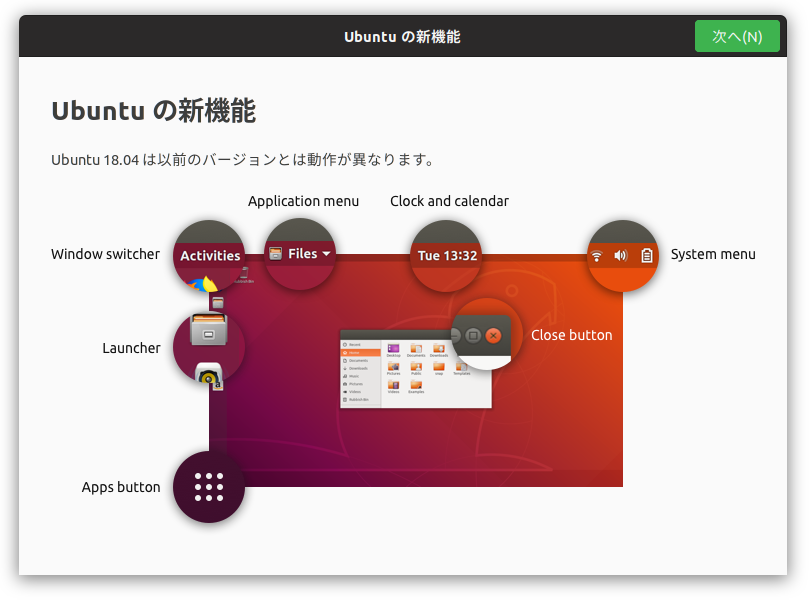 Ubuntu の新機能
次へ(N)
Ubuntu の新機能
Ubuntu 18.04 は以前のバージョンとは動作が異なります。
Application menu
Clock and calendar
Window switcher
Activities
Files
Tue 13:32
System menu
Launcher
Close button
Recent
Home
Documents
Downloads
Music
Pictures
Videos
Rubbish Bin
Desktop
Documents
Downloads
Pictures
Public
snap
Templates
Videos
Examples
Apps button